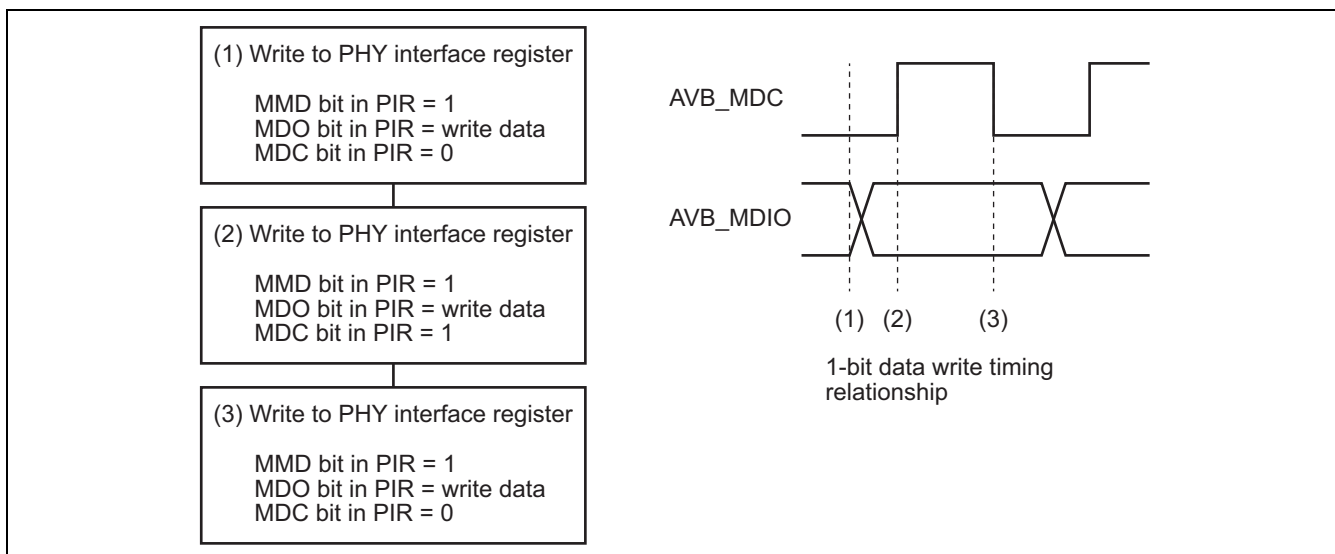 (1) Write to PHY interface register
MMD bit in PIR = 1
MDO bit in PIR = write data
MDC bit in PIR = 0
(2) Write to PHY interface register
MMD bit in PIR = 1
MDO bit in PIR = write data
MDC bit in PIR = 1
(3) Write to PHY interface register
MMD bit in PIR = 1
MDO bit in PIR = write data
MDC bit in PIR = 0
AVB_MDC
AVB_MDIO
(1) (2) (3)
1-bit data write timing
relationship